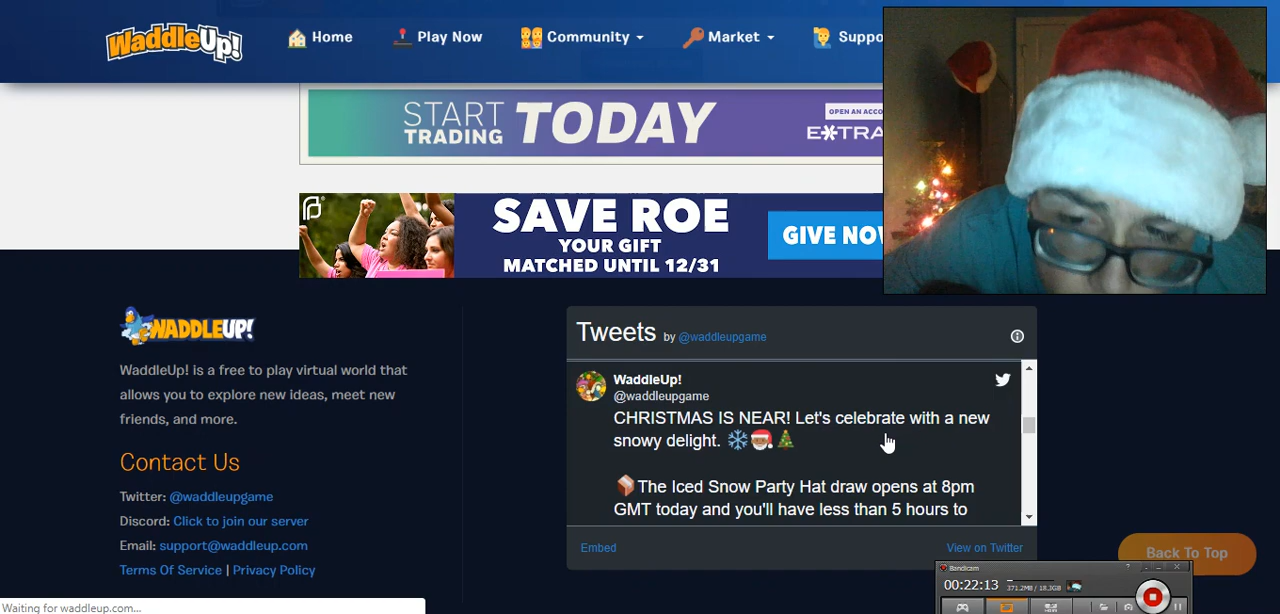 WaddleUp!
Home
Play Now
Community
Market
Suppo
START
TRADING
TODAY
OPEN AN ACCO
E*TRA
SAVE ROE
YOUR GIFT
MATCHED UNTIL 12/31
GIVE NOW
WADDLEUP!
WaddleUp! is a free to play virtual world that
allows you to explore new ideas, meet new
friends, and more.
Contact Us
Twitter: @waddleupgame
Discord: Click to join our server
Email: support@waddleup.com
Terms Of Service | Privacy Policy
Tweets by @waddleupgame
WaddleUp!
@waddleupgame
CHRISTMAS IS NEAR! Let's celebrate with a new
snowy delight. ❄️🎅🏽🎄
The Iced Snow Party Hat draw opens at 8pm
GMT today and you'll have less than 5 hours to
Embed
View on Twitter
Back To Top
Bandicam
00:22:13
371.2MB / 18.3GB
Waiting for waddleup.com...